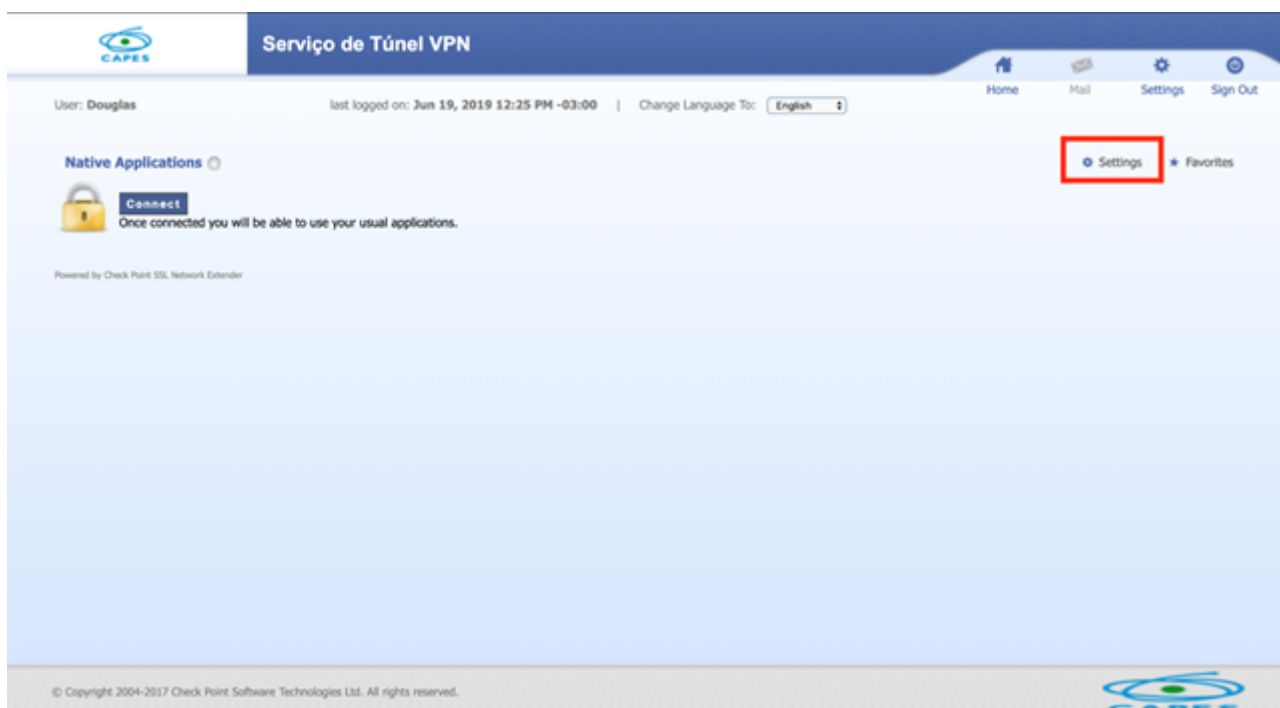 CAPES
Serviço de Túnel VPN
Home Mail Settings Sign Out
User: Douglas last logged on: Jun 19, 2019 12:25 PM -03:00 | Change Language To: English
Native Applications
Settings Favorites
Connect
Once connected you will be able to use your usual applications.
Powered by Check Point SSL Network Extender
© Copyright 2004-2017 Check Point Software Technologies Ltd. All rights reserved.
CAPES